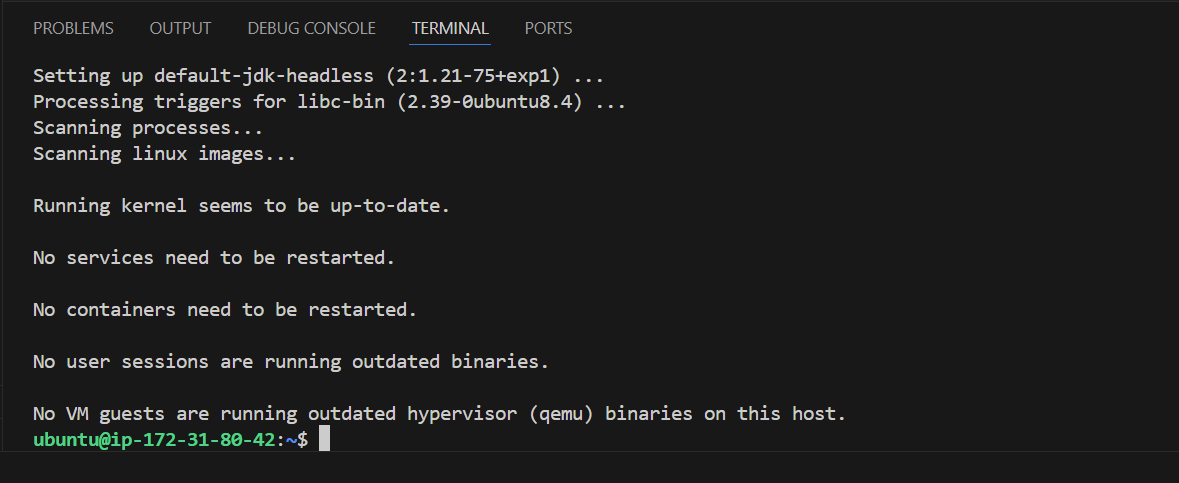 PROBLEMS OUTPUT DEBUG CONSOLE TERMINAL PORTS
Setting up default-jdk-headless (2:1.21-75+exp1) ...
Processing triggers for libc-bin (2.39-0ubuntu8.4) ...
Scanning processes...
Scanning linux images...
Running kernel seems to be up-to-date.
No services need to be restarted.
No containers need to be restarted.
No user sessions are running outdated binaries.
No VM guests are running outdated hypervisor (qemu) binaries on this host.
ubuntu@ip-172-31-80-42:~$